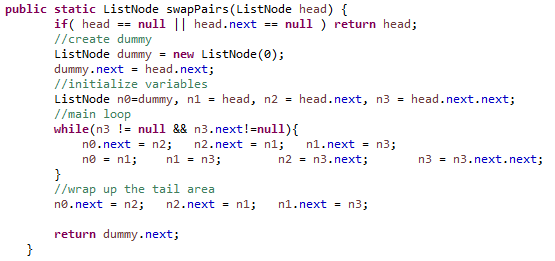 public static ListNode swapPairs(ListNode head) {
if( head == null || head.next == null ) return head;
//create dummy
ListNode dummy = new ListNode(0);
dummy.next = head.next;
//initialize variables
ListNode n0=dummy, n1 = head, n2 = head.next, n3 = head.next.next;
//main loop
while(n3 != null && n3.next!=null){
n0.next = n2;   n2.next = n1;   n1.next = n3;
n0 = n1;    n1 = n3;        n2 = n3.next;       n3 = n3.next.next;
}
//wrap up the tail area
n0.next = n2;   n2.next = n1;   n1.next = n3;
return dummy.next;
}